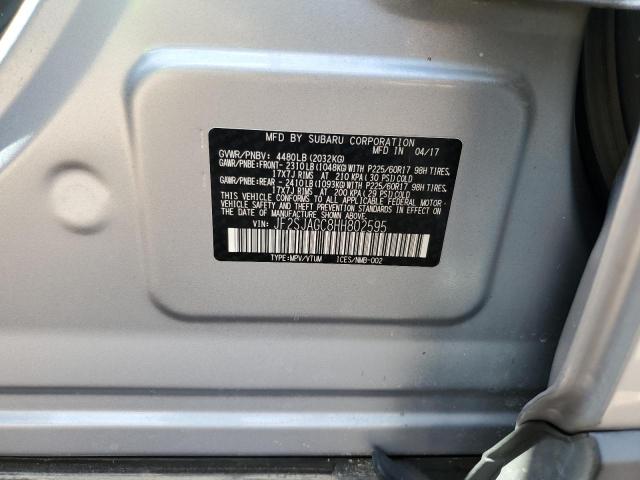 MFD BY SUBARU CORPORATION 04/17
GVWR/PNBV: 4480LB (2032KG)
GAWR/PNBE:FRONT- 2310LB (1048KG) WITH P225/60R17 98H TIRES,
17X7J RIMS AT 210 KPA ( 30 PSI) COLD
GAWR/PNBE:REAR - 2410LB (1093KG) WITH P225/60R17 98H TIRES,
17X7J RIMS AT 200 KPA ( 29 PSI) COLD
THIS VEHICLE CONFORMS TO ALL APPLICABLE FEDERAL MOTOR
VEHICLE SAFETY, BUMPER, AND THEFT PREVENTION
STANDARDS IN EFFECT ON THE DATE OF MANUFACTURE SHOWN ABOVE.
VIN: JF2SJAGC8HH802595
TYPE:MPV/VTUM ICES/NMB-002